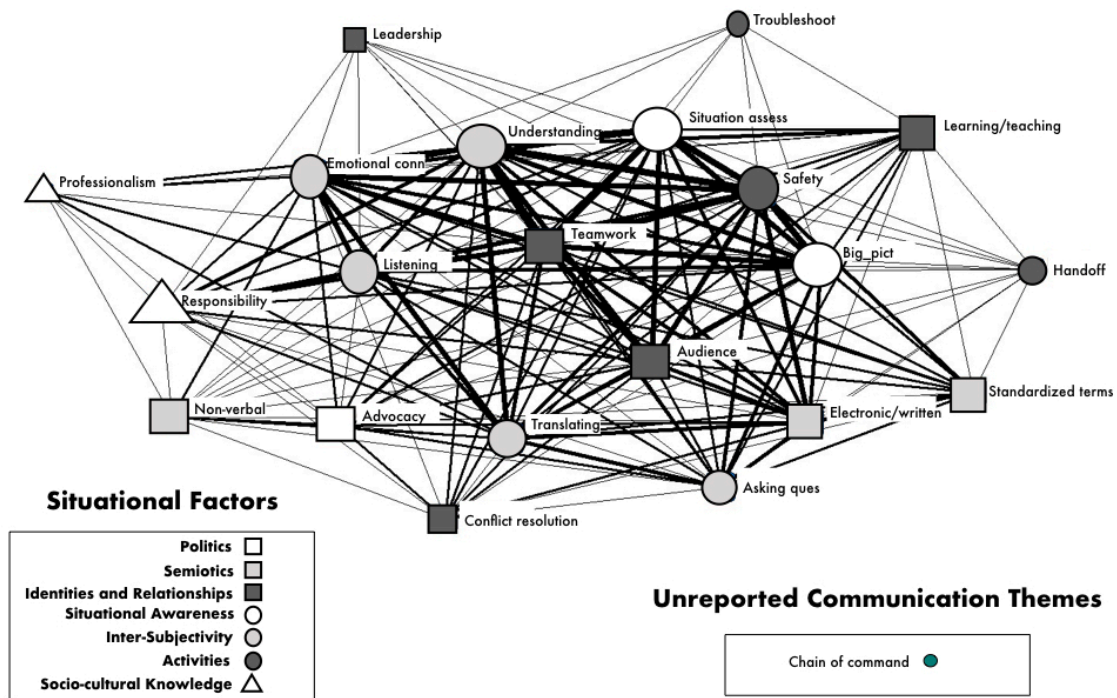 Troubleshoot
Leadership
Situation assess
Learning/teaching
Understanding
Emotional conn
Professionalism
Safety
Teamwork
Big_pict
Listening
Handoff
Responsibility
Audience
Standardized terms
Non-verbal
Advocacy
Translating
Electronic/written
Asking ques
Conflict resolution
Situational Factors
Politics
Semiotics
Identities and Relationships
Situational Awareness
Inter-Subjectivity
Activities
Socio-cultural Knowledge
Unreported Communication Themes
Chain of command